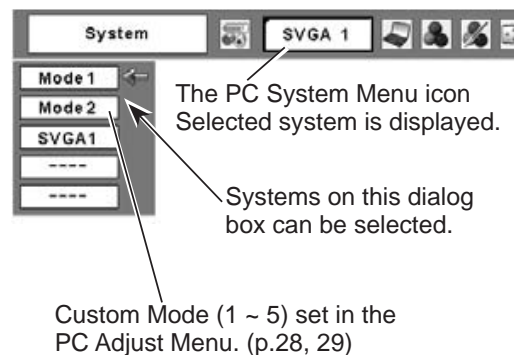 System
SVGA 1
Mode 1
Mode 2
SVGA1
----
----
The PC System Menu icon
Selected system is displayed.
Systems on this dialog
box can be selected.
Custom Mode (1 ~ 5) set in the
PC Adjust Menu. (p.28, 29)